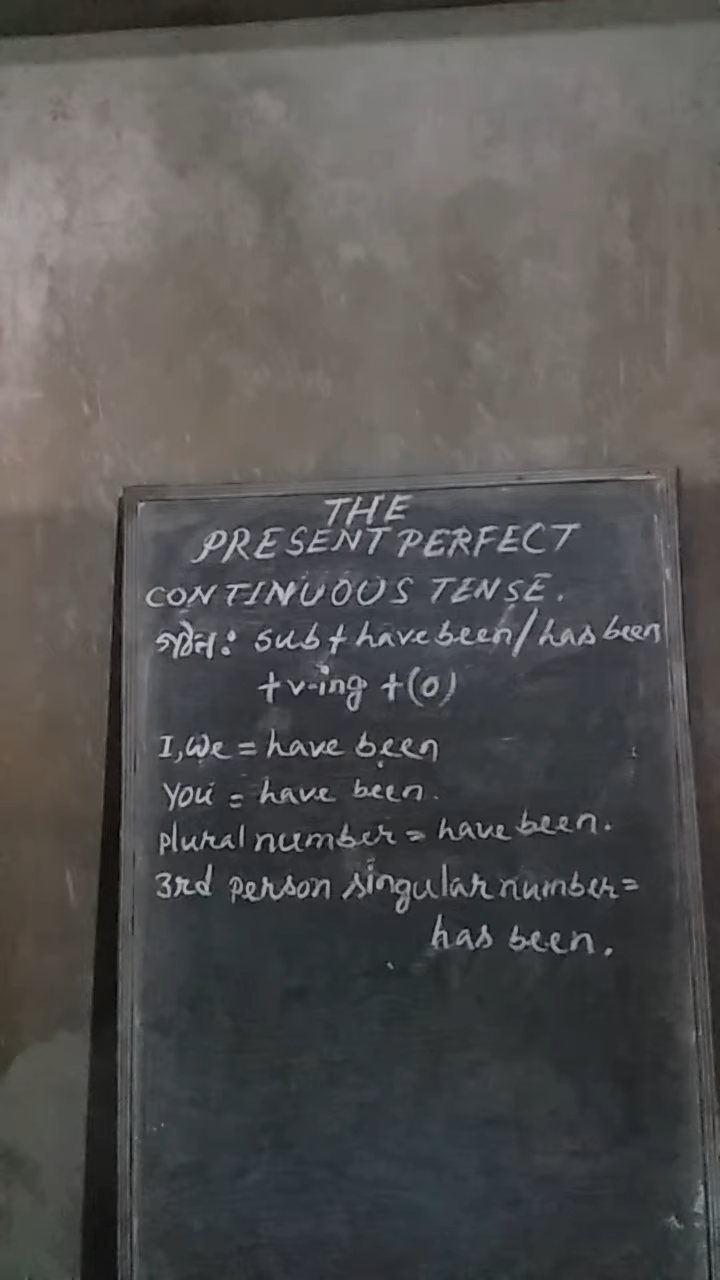 THE
PRESENT PERFECT
CONTINUOUS TENSE.
গঠন: sub + have been/has been
+ v-ing + (o)
I, we = have been
You = have been.
plural number = have been.
3rd person singular number =
has been.